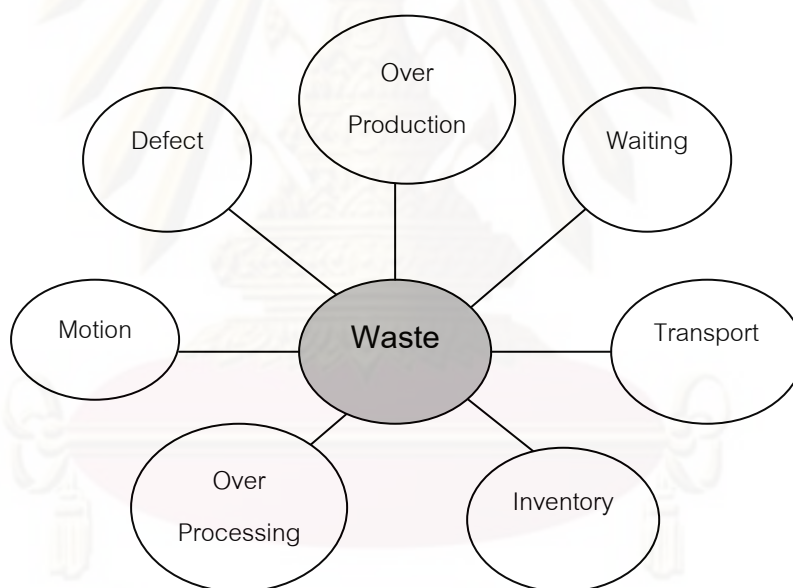 Over
Production
Defect
Waiting
Motion
Waste
Transport
Over
Processing
Inventory